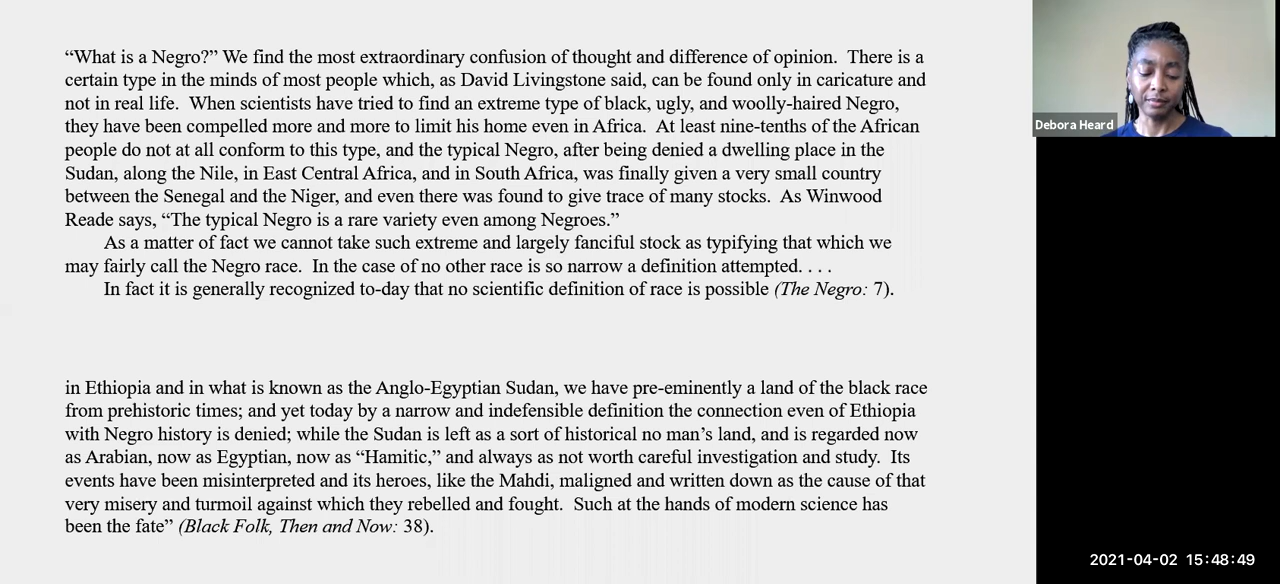 “What is a Negro?” We find the most extraordinary confusion of thought and difference of opinion.  There is a
certain type in the minds of most people which, as David Livingstone said, can be found only in caricature and
not in real life.  When scientists have tried to find an extreme type of black, ugly, and woolly-haired Negro,
they have been compelled more and more to limit his home even in Africa.  At least nine-tenths of the African
people do not at all conform to this type, and the typical Negro, after being denied a dwelling place in the
Sudan, along the Nile, in East Central Africa, and in South Africa, was finally given a very small country
between the Senegal and the Niger, and even there was found to give trace of many stocks.  As Winwood
Reade says, “The typical Negro is a rare variety even among Negroes.”
As a matter of fact we cannot take such extreme and largely fanciful stock as typifying that which we
may fairly call the Negro race.  In the case of no other race is so narrow a definition attempted. . . .
In fact it is generally recognized to-day that no scientific definition of race is possible (The Negro: 7).
in Ethiopia and in what is known as the Anglo-Egyptian Sudan, we have pre-eminently a land of the black race
from prehistoric times; and yet today by a narrow and indefensible definition the connection even of Ethiopia
with Negro history is denied; while the Sudan is left as a sort of historical no man’s land, and is regarded now
as Arabian, now as Egyptian, now as “Hamitic,” and always as not worth careful investigation and study.  Its
events have been misinterpreted and its heroes, like the Mahdi, maligned and written down as the cause of that
very misery and turmoil against which they rebelled and fought.  Such at the hands of modern science has
been the fate” (Black Folk, Then and Now: 38).
Debora Heard
2021-04-02 15:48:49